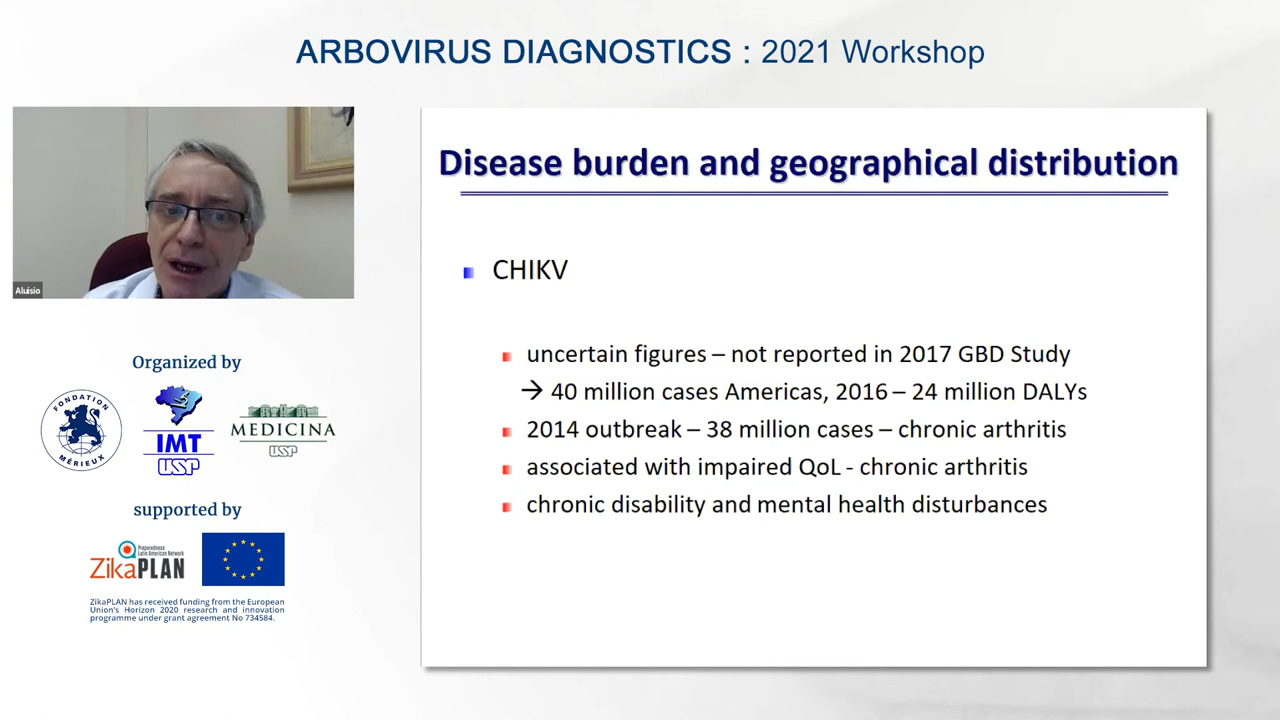 ARBOVIRUS DIAGNOSTICS : 2021 Workshop
Aluisio
Organized by
FONDATION
MÉRIEUX
IMT
USP
MEDICINA
USP
supported by
Preparedness
Latin American Network
ZikaPLAN
ZikaPLAN has received funding from the European
Union's Horizon 2020 research and innovation
programme under grant agreement No 734584.
Disease burden and geographical distribution
CHIKV
uncertain figures – not reported in 2017 GBD Study
→ 40 million cases Americas, 2016 – 24 million DALYs
2014 outbreak – 38 million cases – chronic arthritis
associated with impaired QoL - chronic arthritis
chronic disability and mental health disturbances